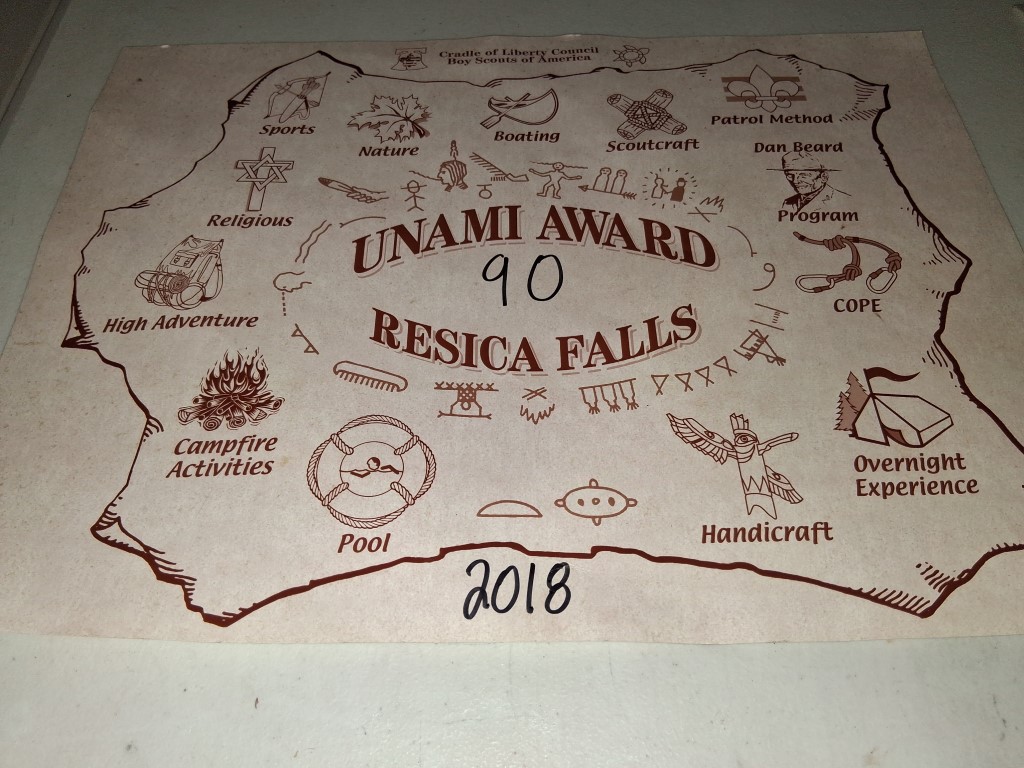 Cradle of Liberty Council
Boy Scouts of America
Sports
Nature
Boating
Scoutcraft
Patrol Method
Religious
Dan Beard
Program
High Adventure
UNAMI AWARD
90
RESICA FALLS
COPE
Campfire
Activities
Pool
Handicraft
Overnight
Experience
2018